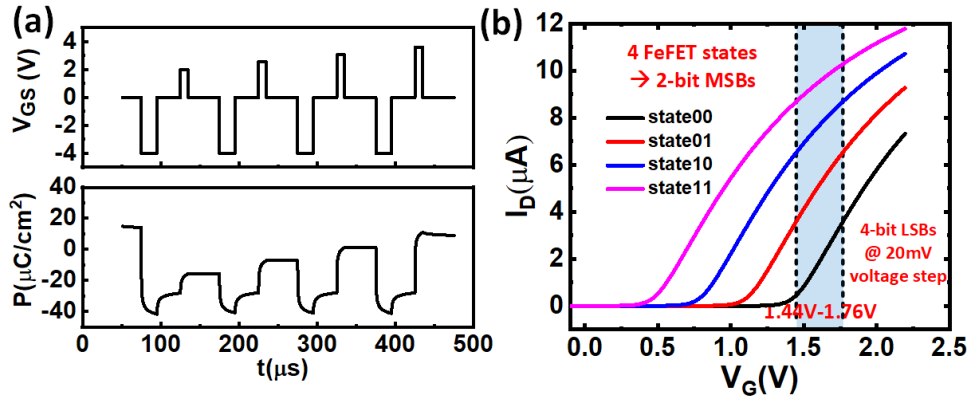 (a)
V_GS (V)
4
2
0
-2
-4
P(μC/cm²)
40
20
0
-20
-40
100
200
300
400
500
t(μs)
(b)
I_D(μA)
12
10
8
6
4
2
0
4 FeFET states
→ 2-bit MSBs
state00
state01
state10
state11
4-bit LSBs
@ 20mV
voltage step
1.44V-1.76V
0.0
0.5
1.0
1.5
2.0
2.5
V_G(V)